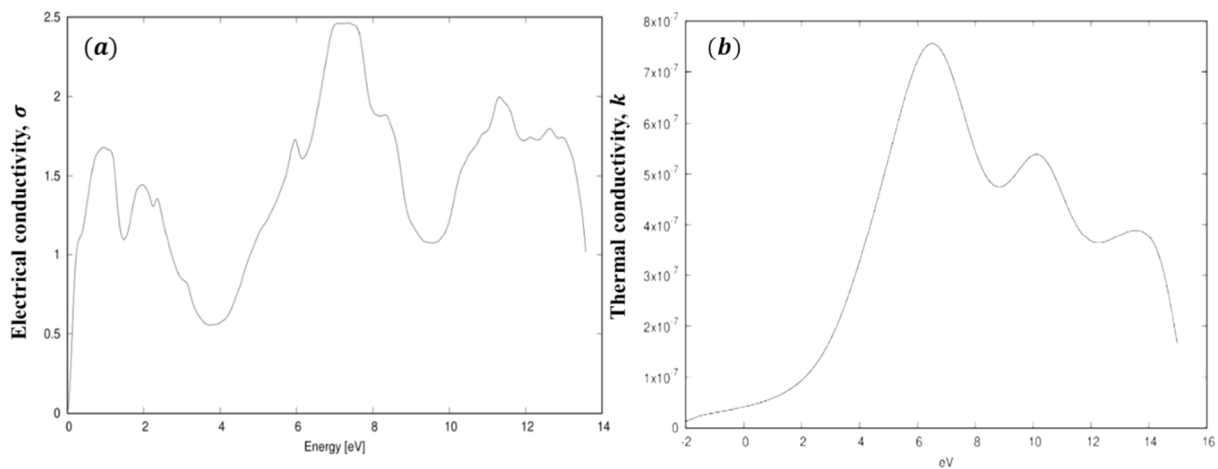 (a)
Electrical conductivity, σ
2.5
2
1.5
1
0.5
0
0 2 4 6 8 10 12 14
Energy [eV]
(b)
Thermal conductivity, k
8x10⁻⁷
7x10⁻⁷
6x10⁻⁷
5x10⁻⁷
4x10⁻⁷
3x10⁻⁷
2x10⁻⁷
1x10⁻⁷
0
-2 0 2 4 6 8 10 12 14 16
eV